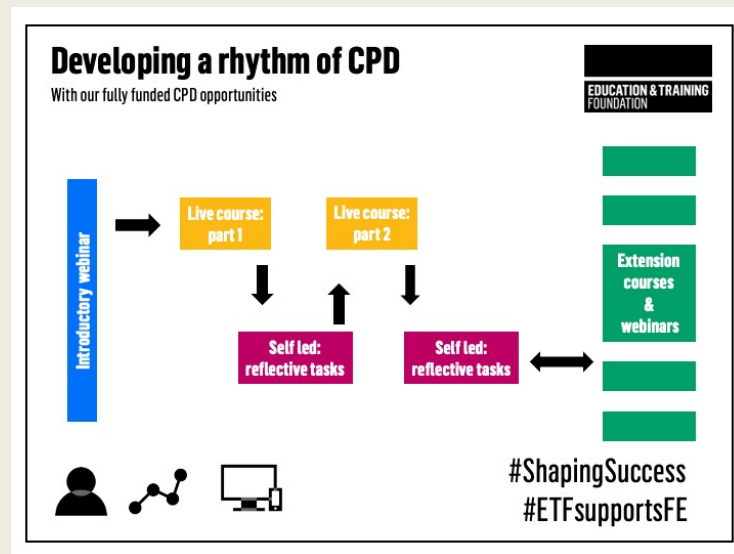 Developing a rhythm of CPD
With our fully funded CPD opportunities
EDUCATION & TRAINING
FOUNDATION
Introductory webinar
Live course:
part 1
Live course:
part 2
Self led:
reflective tasks
Self led:
reflective tasks
Extension
courses
&
webinars
#ShapingSuccess
#ETFsupportsFE